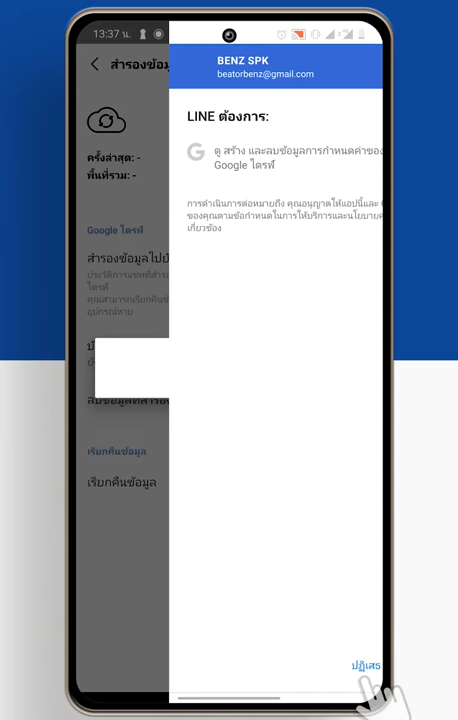 13:37 น.
สำรองข้อมู
ครั้งล่าสุด: -
พื้นที่รวม: -
Google ไดรฟ์
สำรองข้อมูลไปยั
ประวัติการแชทที่สำร
ไดรฟ์
คุณสามารถเรียกคืนข้
อุปกรณ์หาย
ลบข้อมูลที่สำรอง
เรียกคืนข้อมูล
เรียกคืนข้อมูล
BENZ SPK
beatorbenz@gmail.com
LINE ต้องการ:
ดู สร้าง และลบข้อมูลการกำหนดค่าของ
Google ไดรฟ์
การดำเนินการต่อหมายถึง คุณอนุญาตให้แอปนี้และ
ของคุณตามข้อกำหนดในการให้บริการและนโยบายค
เกี่ยวข้อง
ปฏิเสธ